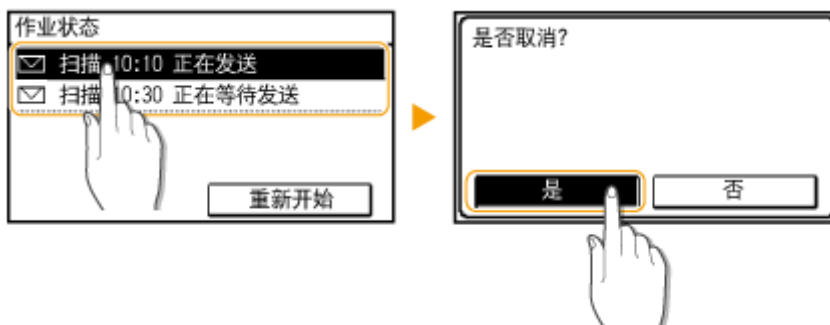 作业状态
扫描 10:10 正在发送
扫描 10:30 正在等待发送
重新开始
是否取消?
是
否